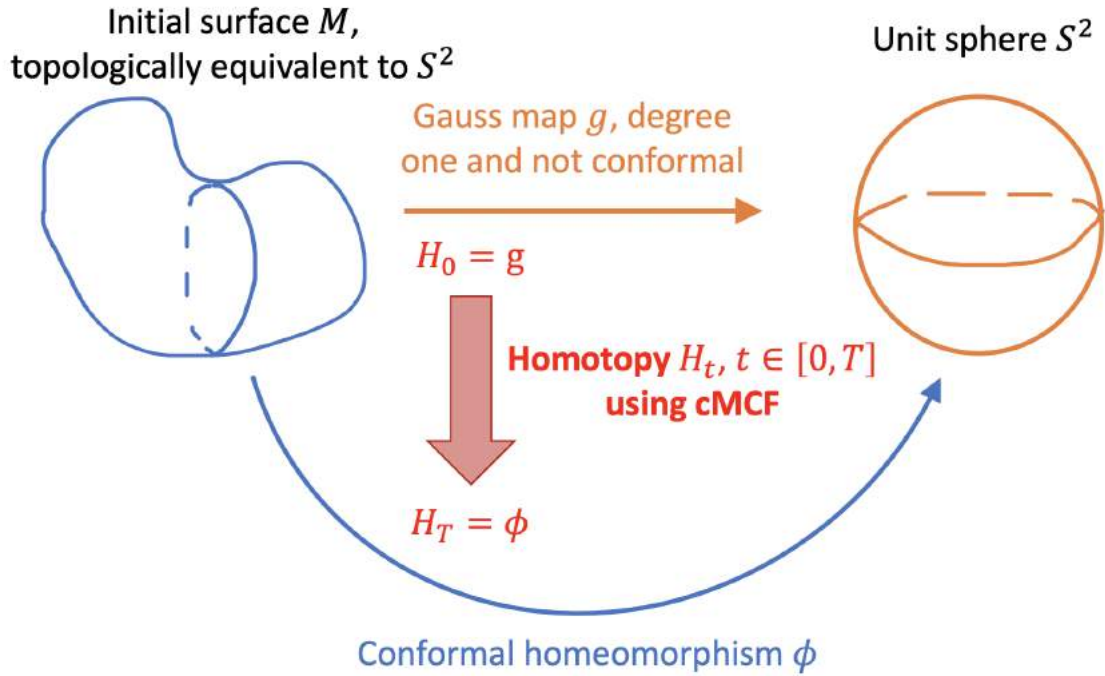 Initial surface M,
topologically equivalent to S²
Unit sphere S²
Gauss map g, degree
one and not conformal
H₀ = g
Homotopy Hₜ, t ∈ [0, T]
using cMCF
H_T = ϕ
Conformal homeomorphism ϕ